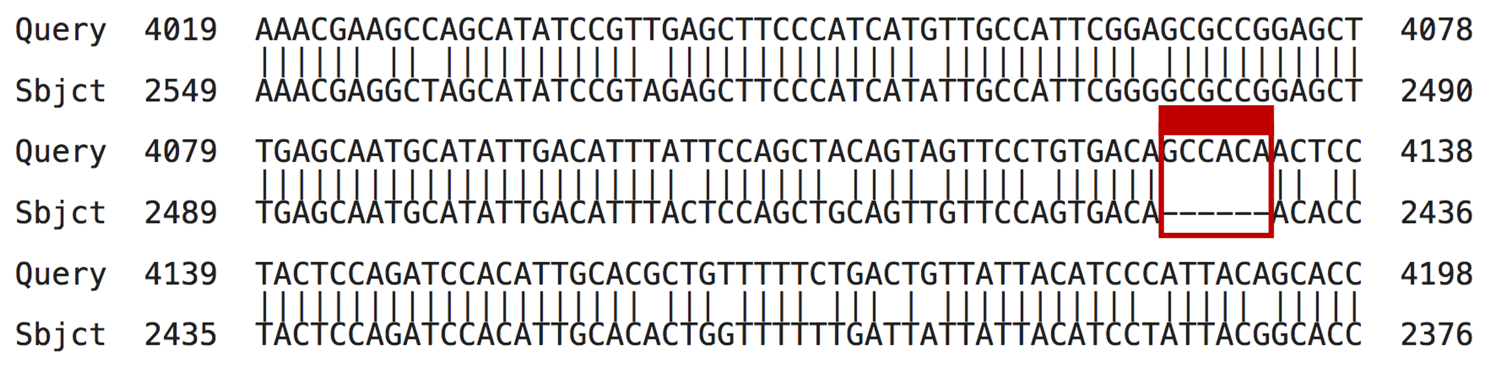 Query 4019 AAACGAAGCCAGCATATCCGTTGAGCTTCCCATCATGTTGCCATTCGGAGCGCCGGAGCT 4078
Sbjct 2549 AAACGAGGCTAGCATATCCGTAGAGCTTCCCATCATATTGCCATTCGGGGCGCCGGAGCT 2490
Query 4079 TGAGCAATGCATATTGACATTTATTCCAGCTACAGTAGTTCCTGTGACAGCCACAACTCC 4138
Sbjct 2489 TGAGCAATGCATATTGACATTTACTCCAGCTGCAGTTGTTCCAGTGACA------ACACC 2436
Query 4139 TACTCCAGATCCACATTGCACGCTGTTTTTCTGACTGTTATTACATCCCATTACAGCACC 4198
Sbjct 2435 TACTCCAGATCCACATTGCACACTGGTTTTTTGATTATTATTACATCCTATTACGGCACC 2376